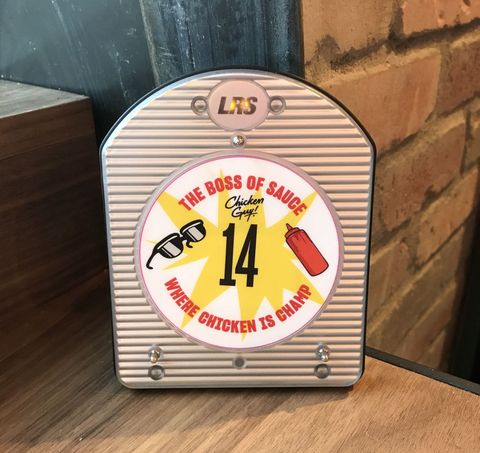 LRS
THE BOSS OF SAUCE
Chicken
Guy!
14
WHERE CHICKEN IS CHAMP